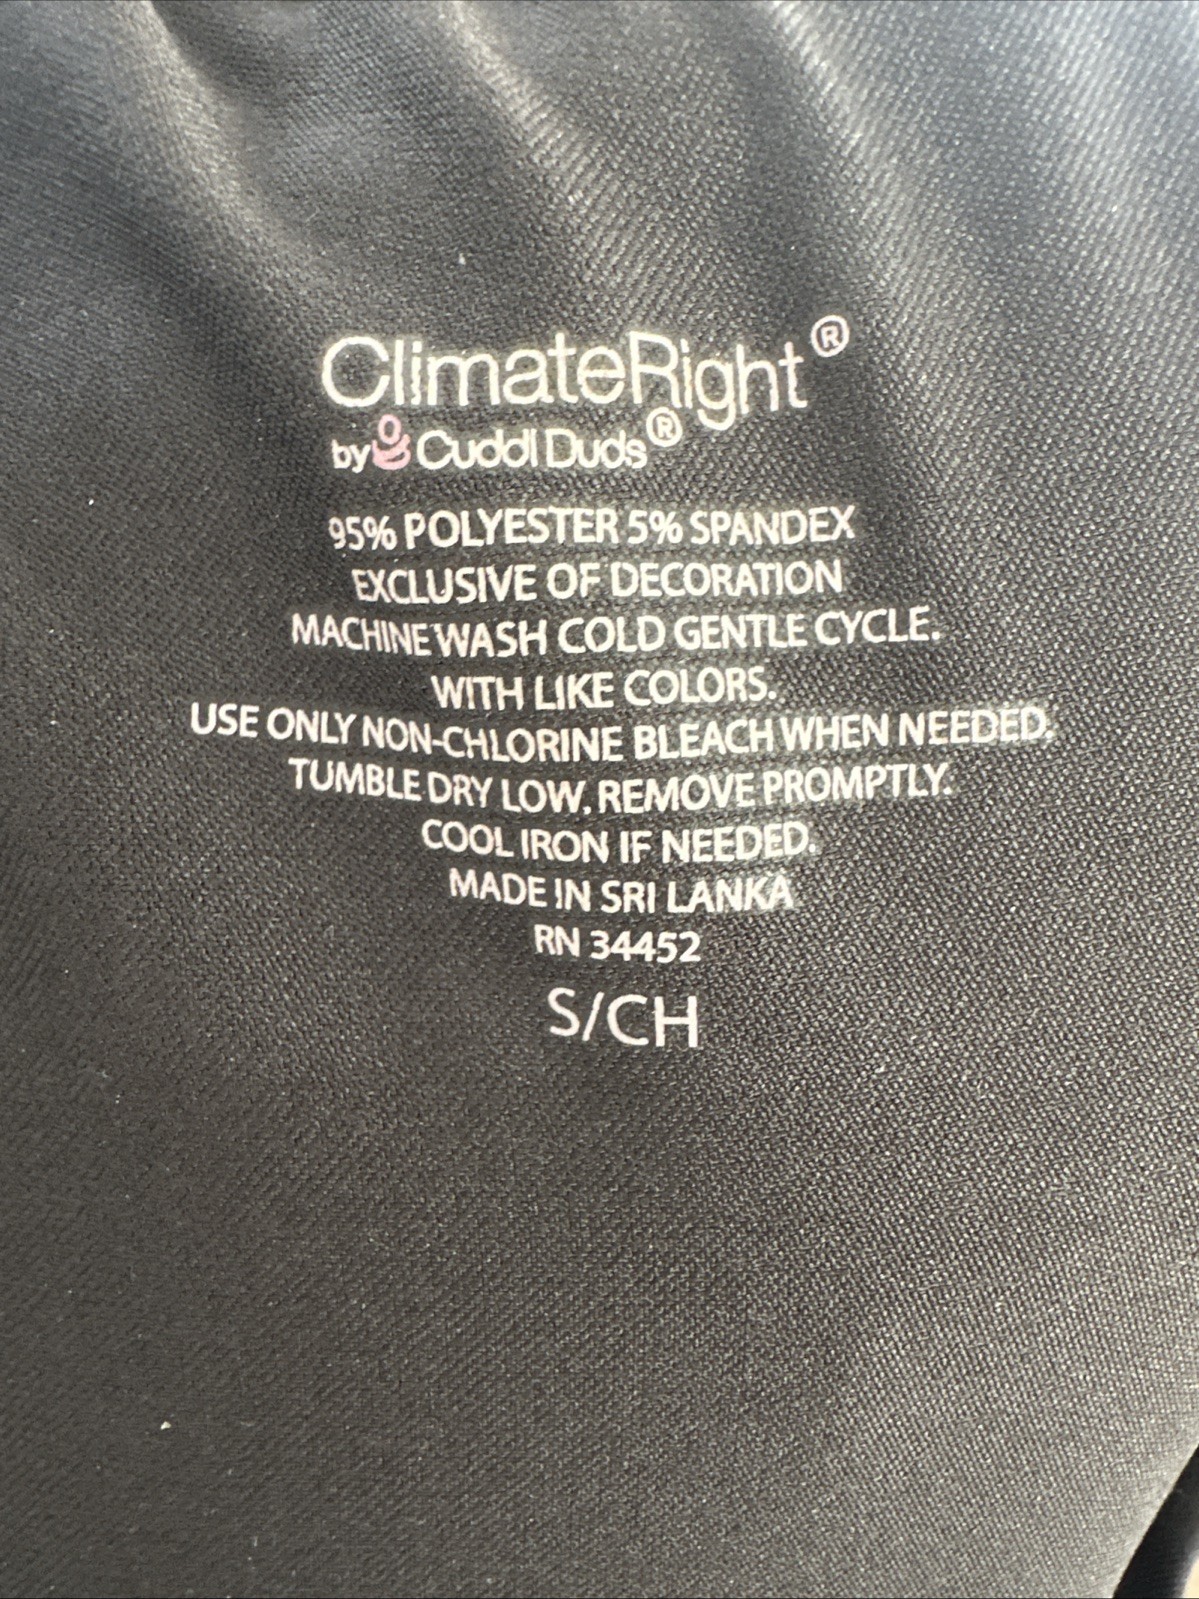 ClimateRight®
by Cuddl Duds®
95% POLYESTER 5% SPANDEX
EXCLUSIVE OF DECORATION
MACHINE WASH COLD GENTLE CYCLE.
WITH LIKE COLORS.
USE ONLY NON-CHLORINE BLEACH WHEN NEEDED.
TUMBLE DRY LOW, REMOVE PROMPTLY.
COOL IRON IF NEEDED.
MADE IN SRI LANKA
RN 34452
S/CH